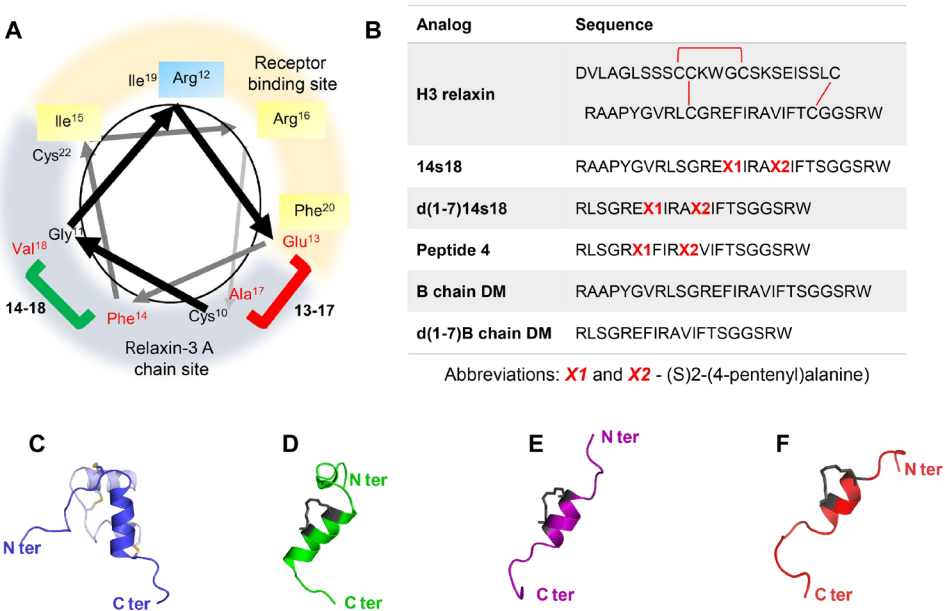 A
Receptor
binding site
Ile19
Arg12
Ile15
Arg16
Cys22
Phe20
Gly11
Glu13
Val18
Ala17
14-18
Phe14
Cys10
13-17
Relaxin-3 A
chain site
B
Analog Sequence
H3 relaxin
DVLAGLSSSCCKWGCSKSEISSLC
RAAPYGVRLCGREFIRAVIFTCGGSRW
14s18 RAAPYGVRLSGREX1IRAX2IFTSGGSRW
d(1-7)14s18 RLSGREX1IRAX2IFTSGGSRW
Peptide 4 RLSGRX1FIRX2VIFTSGGSRW
B chain DM RAAPYGVRLSGREFIRAVIFTSGGSRW
d(1-7)B chain DM RLSGREFIRAVIFTSGGSRW
Abbreviations: X1 and X2 - (S)2-(4-pentenyl)alanine)
C
N ter
C ter
D
N ter
C ter
E
N ter
C ter
F
N ter
C ter